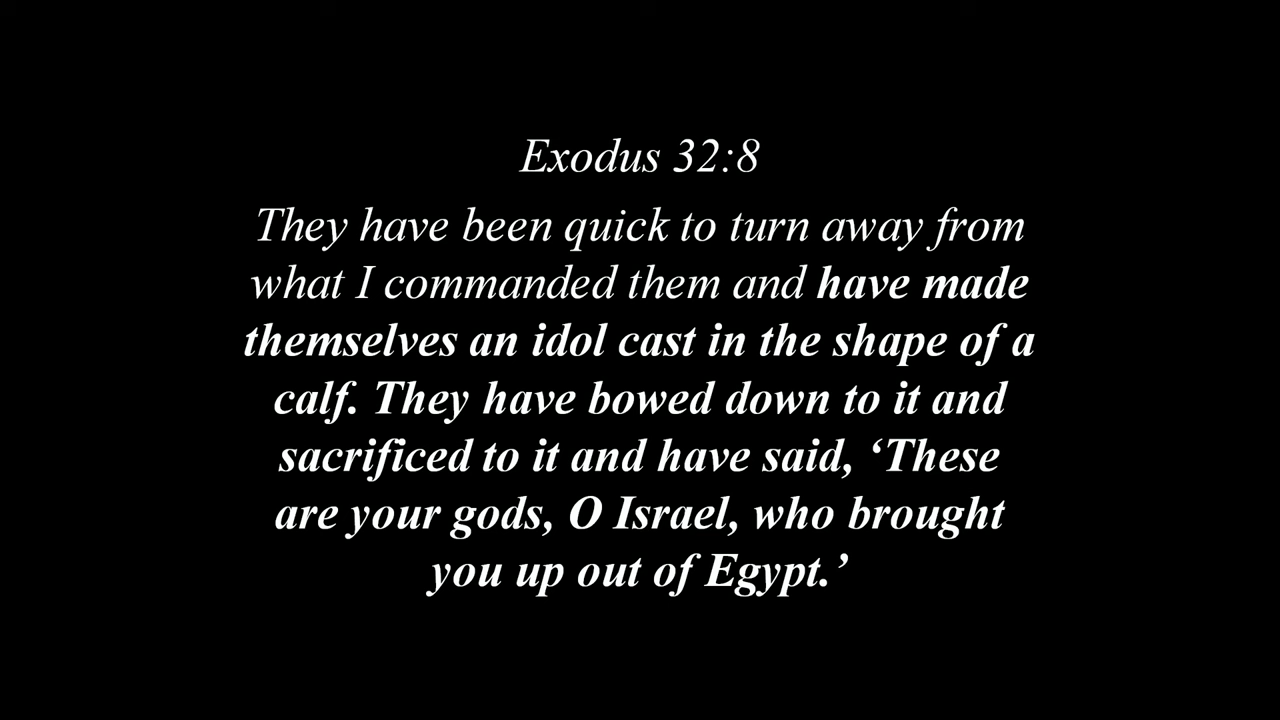 Exodus 32:8
They have been quick to turn away from
what I commanded them and have made
themselves an idol cast in the shape of a
calf. They have bowed down to it and
sacrificed to it and have said, ‘These
are your gods, O Israel, who brought
you up out of Egypt.’